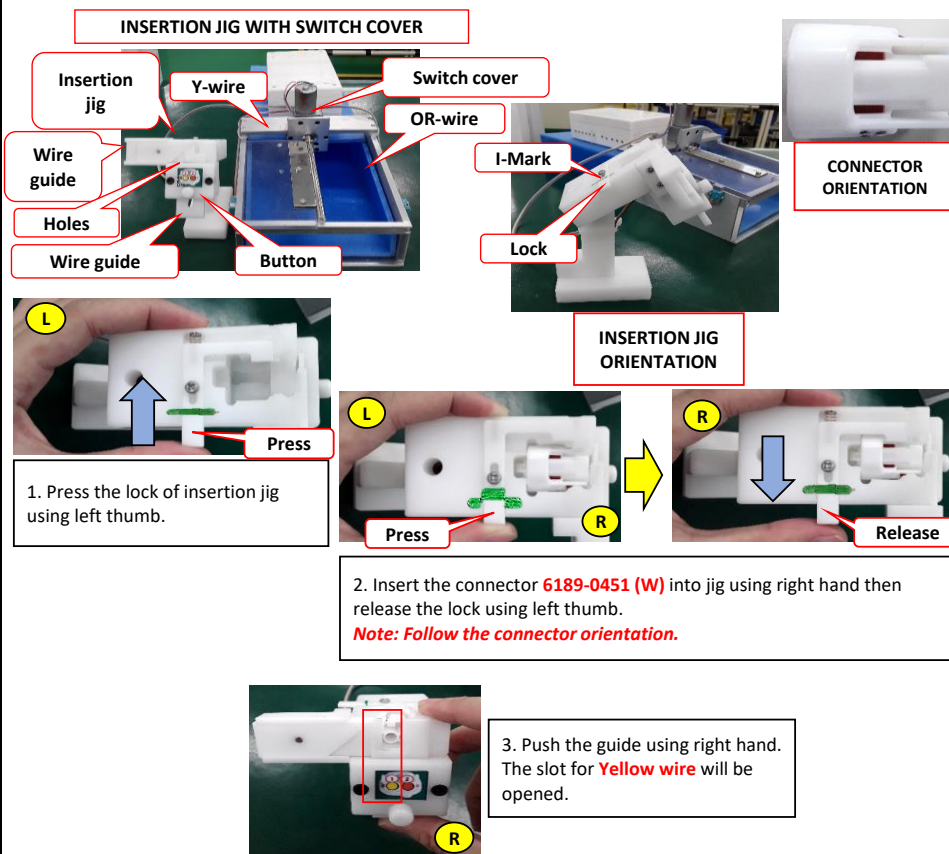 INSERTION JIG WITH SWITCH COVER
Insertion
jig
Y-wire
Switch cover
OR-wire
Wire
guide
Holes
Wire guide
Button
I-Mark
Lock
CONNECTOR
ORIENTATION
INSERTION JIG
ORIENTATION
L
Press
1. Press the lock of insertion jig
using left thumb.
L
Press
R
R
Release
2. Insert the connector 6189-0451 (W) into jig using right hand then
release the lock using left thumb.
Note: Follow the connector orientation.
3. Push the guide using right hand.
The slot for Yellow wire will be
opened.
1 2
R